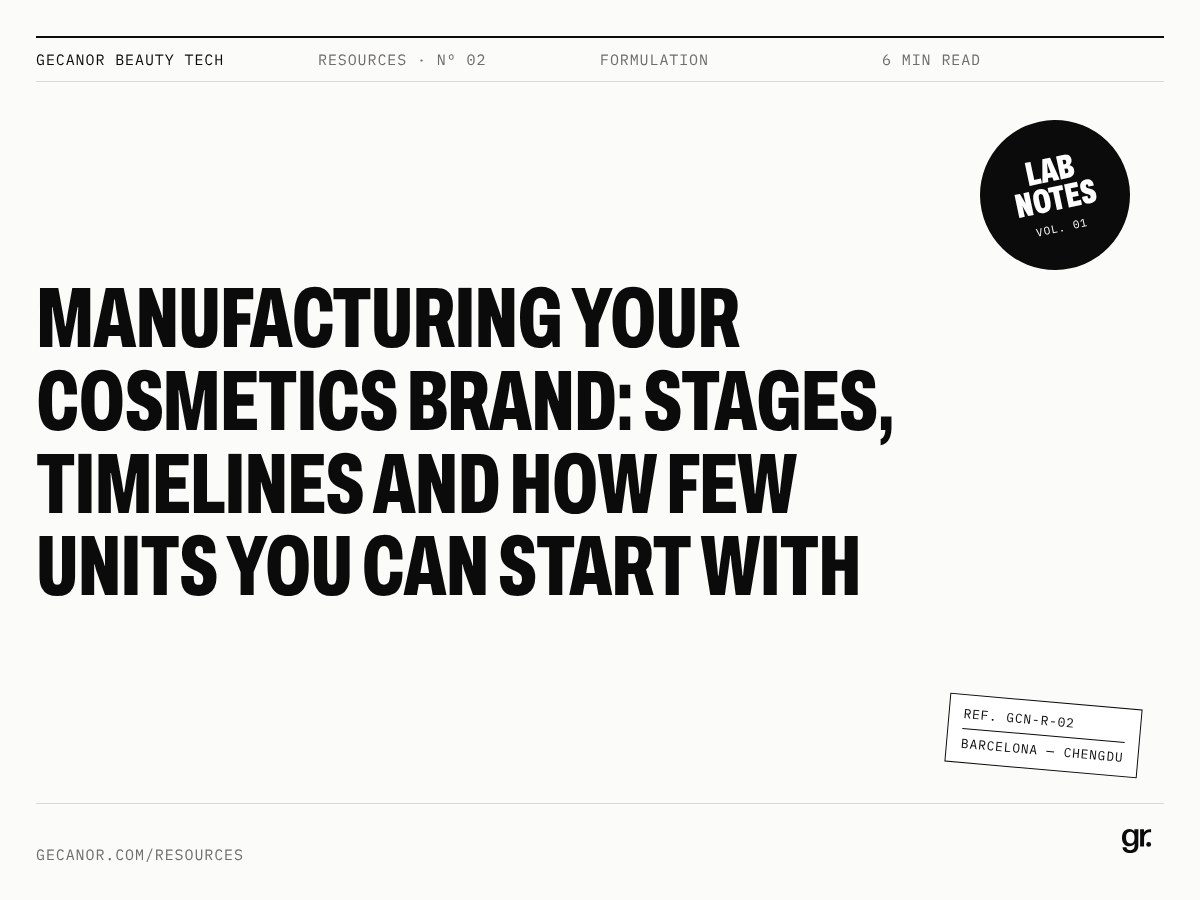 GECANOR BEAUTY TECH
RESOURCES · Nº 02
FORMULATION
6 MIN READ
LAB
NOTES
VOL. 01
MANUFACTURING YOUR
COSMETICS BRAND: STAGES,
TIMELINES AND HOW FEW
UNITS YOU CAN START WITH
REF. GCN-R-02
BARCELONA — CHENGDU
GECANOR.COM/RESOURCES
gr.